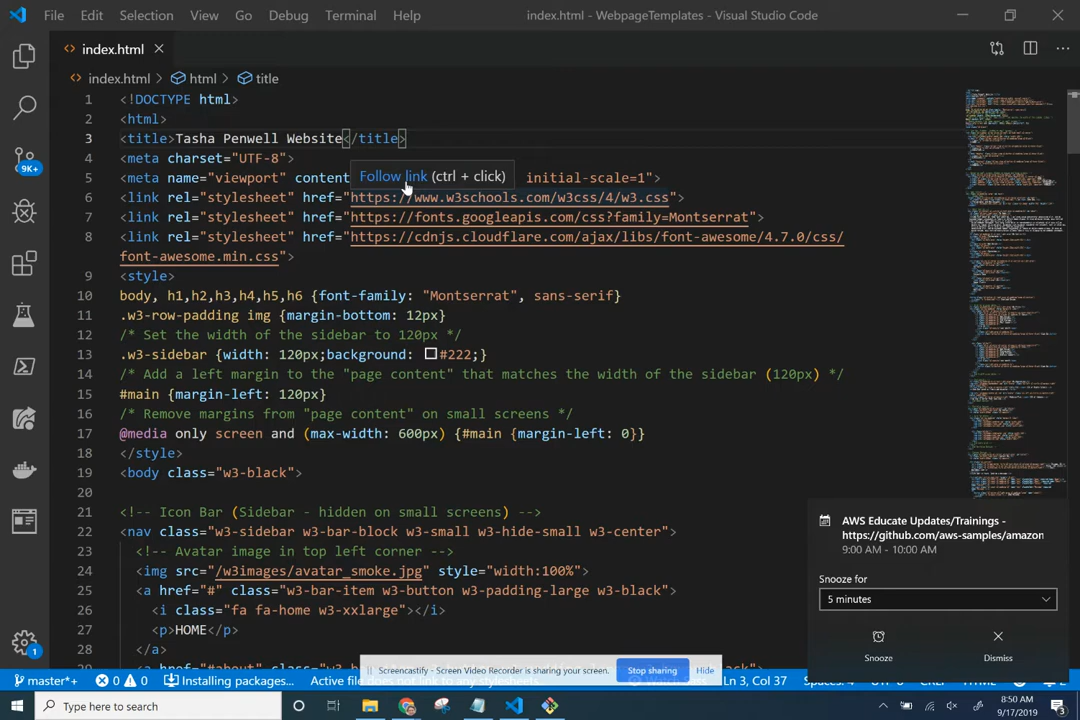 File Edit Selection View Go Debug Terminal Help index.html - WebpageTemplates - Visual Studio Code
index.html
index.html > html > title
1 <!DOCTYPE html>
2 <html>
3 <title>Tasha Penwell Website</title>
4 <meta charset="UTF-8">
5 <meta name="viewport" content initial-scale=1">
Follow link (ctrl + click)
6 <link rel="stylesheet" href="https://www.w3schools.com/w3css/4/w3.css">
7 <link rel="stylesheet" href="https://fonts.googleapis.com/css?family=Montserrat">
8 <link rel="stylesheet" href="https://cdnjs.cloudflare.com/ajax/libs/font-awesome/4.7.0/css/
font-awesome.min.css">
9 <style>
10 body, h1,h2,h3,h4,h5,h6 {font-family: "Montserrat", sans-serif}
11 .w3-row-padding img {margin-bottom: 12px}
12 /* Set the width of the sidebar to 120px */
13 .w3-sidebar {width: 120px;background: #222;}
14 /* Add a left margin to the "page content" that matches the width of the sidebar (120px) */
15 #main {margin-left: 120px}
16 /* Remove margins from "page content" on small screens */
17 @media only screen and (max-width: 600px) {#main {margin-left: 0}}
18 </style>
19 <body class="w3-black">
20
21 <!-- Icon Bar (Sidebar - hidden on small screens) -->
22 <nav class="w3-sidebar w3-bar-block w3-small w3-hide-small w3-center">
23 <!-- Avatar image in top left corner -->
24 <img src="/w3images/avatar_smoke.jpg" style="width:100%">
25 <a href="#" class="w3-bar-item w3-button w3-padding-large w3-black">
26 <i class="fa fa-home w3-xxlarge"></i>
27 <p>HOME</p>
28 </a>
9K+
1
AWS Educate Updates/Trainings -
https://github.com/aws-samples/amazon
9:00 AM - 10:00 AM
Snooze for
5 minutes
Snooze Dismiss
Screencastify - Screen Video Recorder is sharing your screen. Stop sharing Hide
master*+ 0 0 Installing packages... Active file does not link to any stylesheets. Ln 3, Col 37
Type here to search
8:50 AM
9/17/2019
3